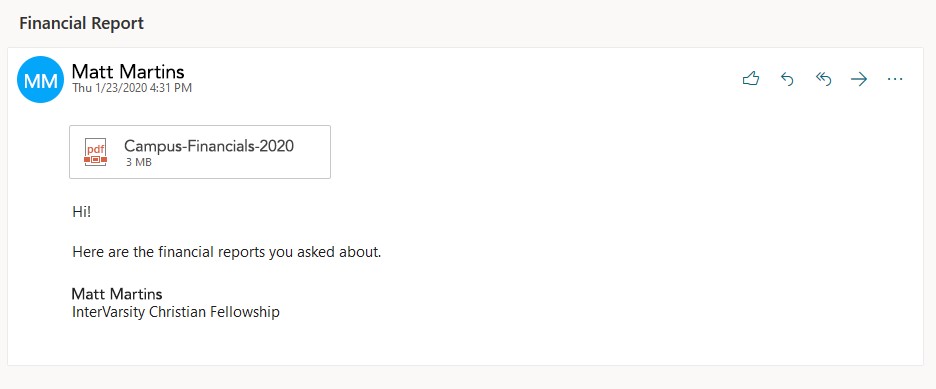 Financial Report
MM
Matt Martins
Thu 1/23/2020 4:31 PM
pdf
Campus-Financials-2020
3 MB
Hi!
Here are the financial reports you asked about.
Matt Martins
InterVarsity Christian Fellowship